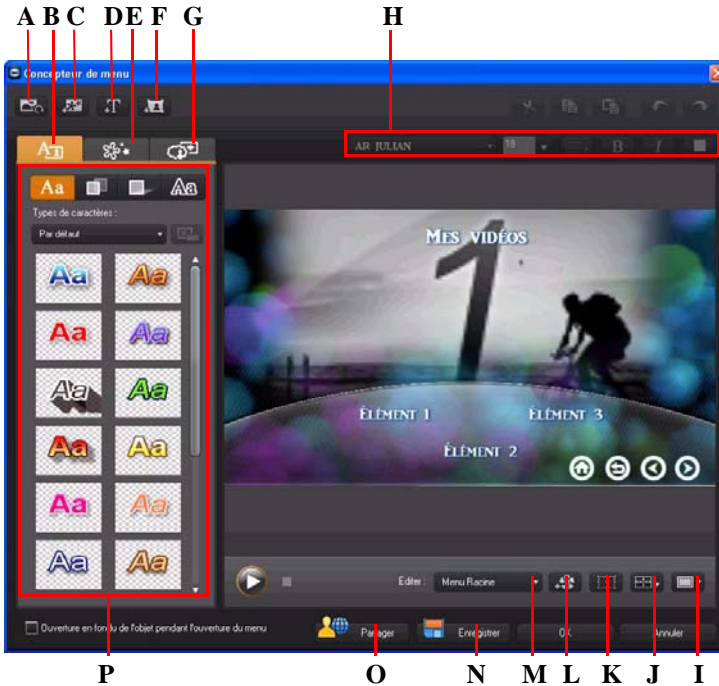 A B C D E F G H
Concepteur de menu
AR JULIAN 18 B I
Aa
Types de caractères :
Par défaut
Aa Aa
Aa Aa
Aa Aa
Aa Aa
Aa Aa
Aa Aa
MES VIDÉOS
1
ÉLÉMENT 1 ÉLÉMENT 3
ÉLÉMENT 2
Editer : Menu Racine
Ouverture en fondu de l'objet pendant l'ouverture du menu
Partager Enregistrer OK Annuler
P O N M L K J I